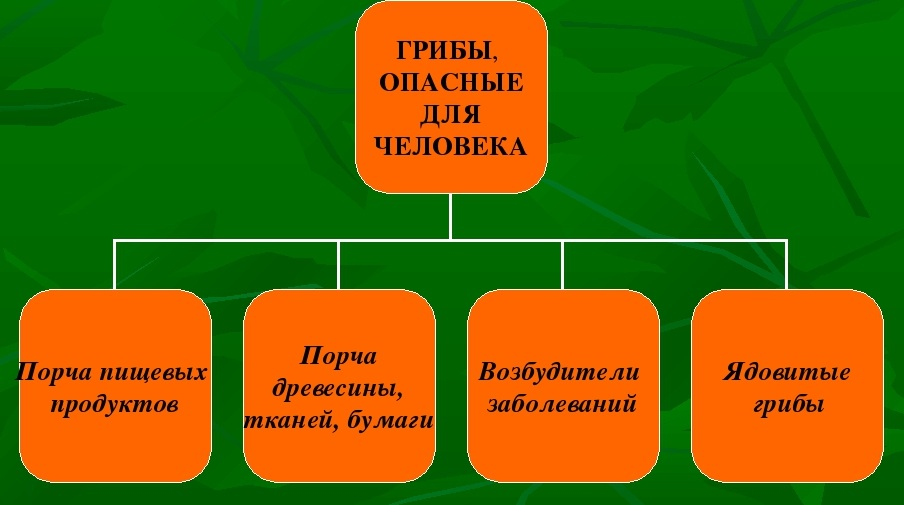 ГРИБЫ,
ОПАСНЫЕ
ДЛЯ
ЧЕЛОВЕКА
Порча пищевых
продуктов
Порча
древесины,
тканей, бумаги
Возбудители
заболеваний
Ядовитые
грибы